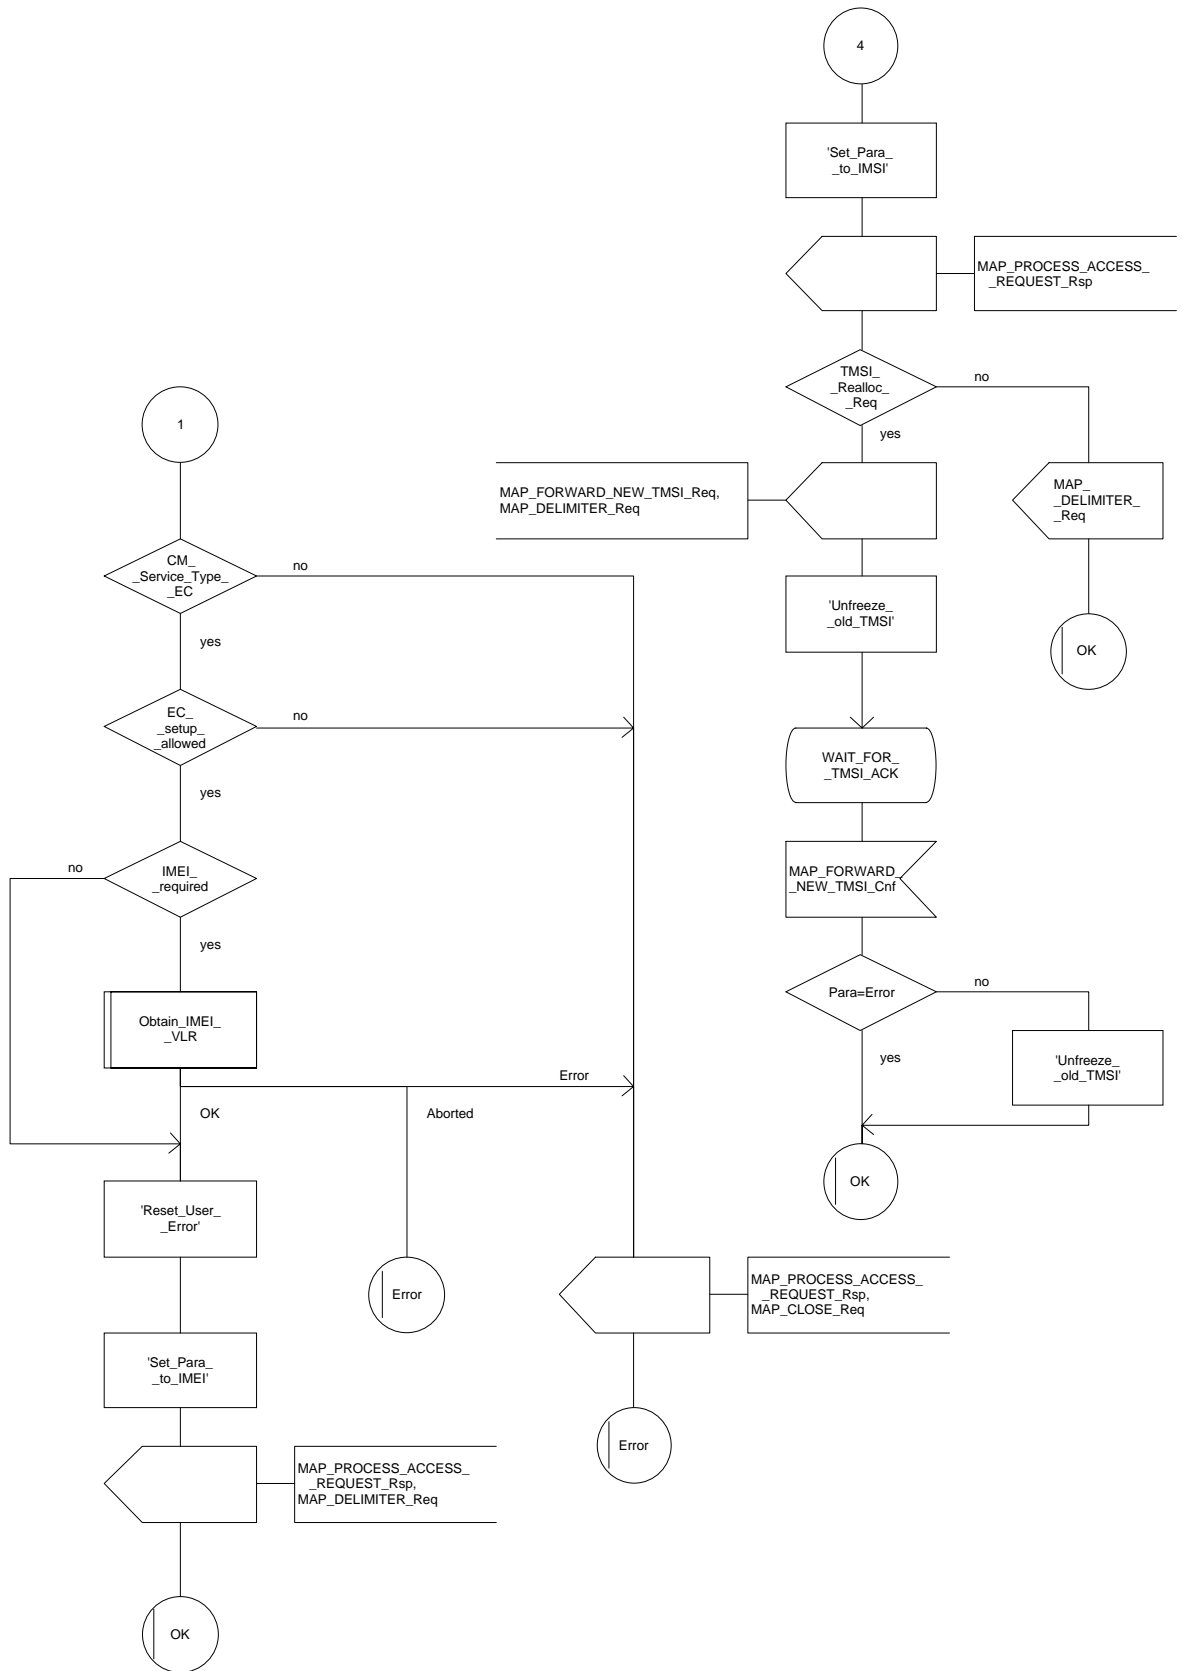 4
'Set_Para_
_to_IMSI'
MAP_PROCESS_ACCESS_
_REQUEST_Rsp
TMSI_
_Realloc_
_Req
no
yes
MAP_FORWARD_NEW_TMSI_Req,
MAP_DELIMITER_Req
MAP_
_DELIMITER_
_Req
'Unfreeze_
_old_TMSI'
OK
WAIT_FOR_
_TMSI_ACK
MAP_FORWARD_
_NEW_TMSI_Cnf
Para=Error
no
yes
'Unfreeze_
_old_TMSI'
OK
1
CM_
_Service_Type_
_EC
no
yes
EC_
_setup_
_allowed
no
yes
IMEI_
_required
no
yes
Obtain_IMEI_
_VLR
Error
OK
Aborted
'Reset_User_
_Error'
Error
MAP_PROCESS_ACCESS_
_REQUEST_Rsp,
MAP_CLOSE_Req
'Set_Para_
_to_IMEI'
Error
MAP_PROCESS_ACCESS_
_REQUEST_Rsp,
MAP_DELIMITER_Req
OK